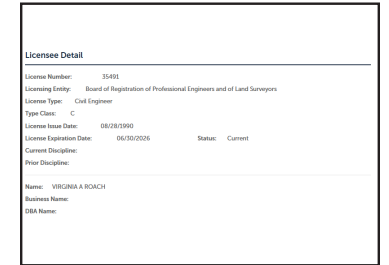 Licensee Detail
License Number: 35491
Licensing Entity: Board of Registration of Professional Engineers and of Land Surveyors
License Type: Civil Engineer
Type Class: C
License Issue Date: 08/28/1990
License Expiration Date: 06/30/2026 Status: Current
Current Discipline:
Prior Discipline:
Name: VIRGINIA A ROACH
Business Name:
DBA Name: